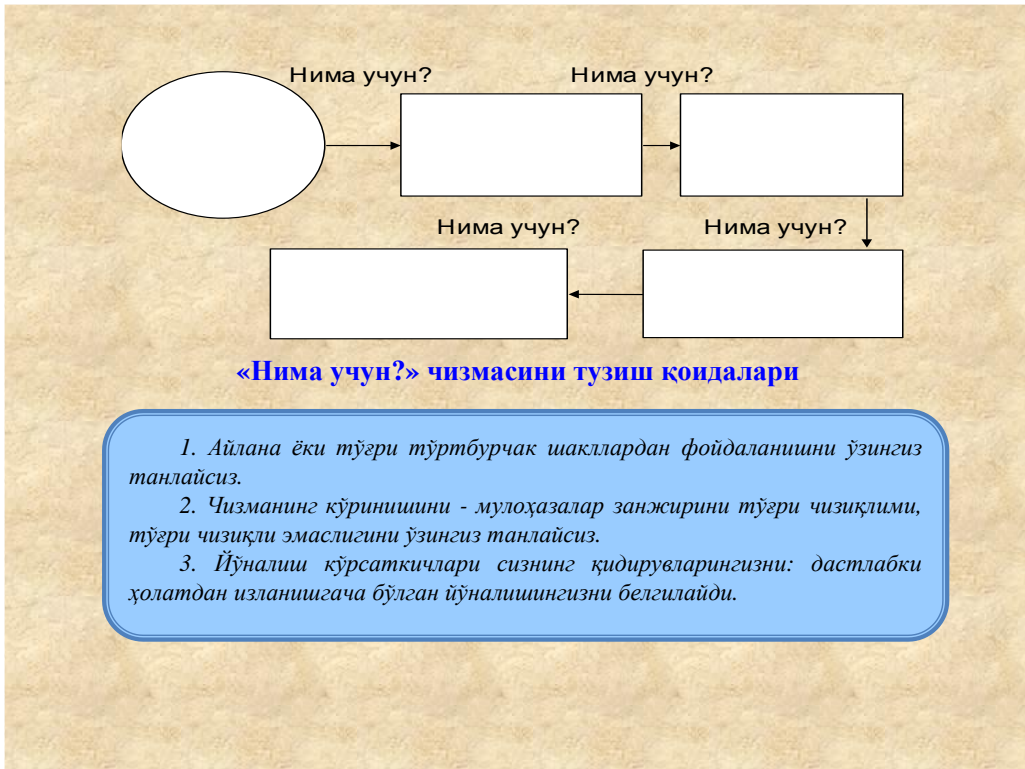 Нима учун? Нима учун?
Нима учун? Нима учун?
«Нима учун?» чизмасини тузиш қоидалари
1. Айлана ёки тўғри тўртбурчак шакллардан фойдаланишни ўзингиз
танлайсиз.
2. Чизманинг кўринишини - мулоҳазалар занжирини тўғри чизиқлими,
тўғри чизиқли эмаслигини ўзингиз танлайсиз.
3. Йўналиш кўрсаткичлари сизнинг қидирувларингизни: дастлабки
ҳолатдан изланишгача бўлган йўналишингизни белгилайди.